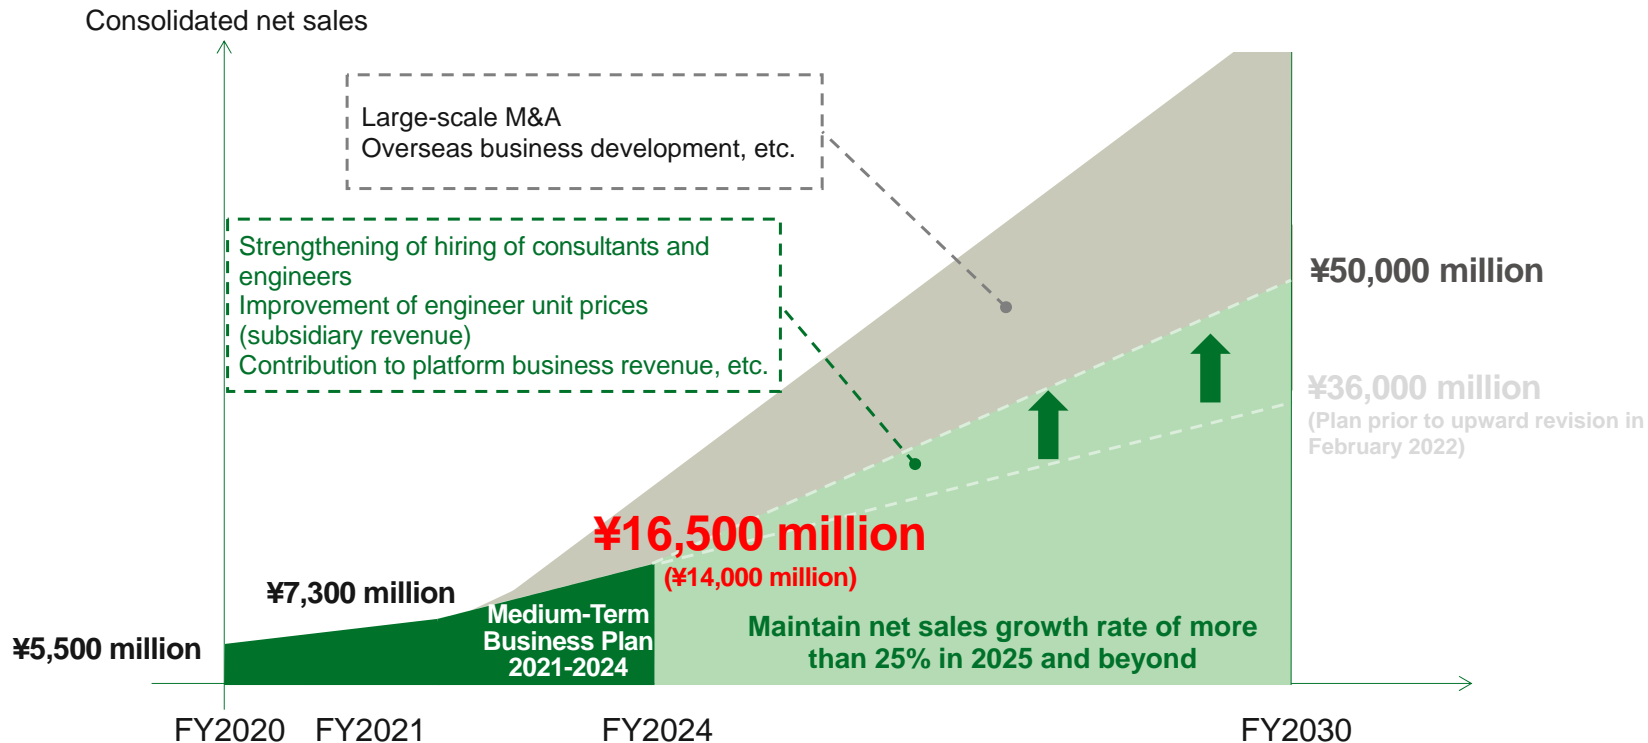 Consolidated net sales
Large-scale M&A
Overseas business development, etc.
Strengthening of hiring of consultants and
engineers
Improvement of engineer unit prices
(subsidiary revenue)
Contribution to platform business revenue, etc.
¥50,000 million
¥36,000 million
(Plan prior to upward revision in
February 2022)
¥16,500 million
(¥14,000 million)
¥7,300 million
¥5,500 million
Medium-Term
Business Plan
2021-2024
Maintain net sales growth rate of more
than 25% in 2025 and beyond
FY2020
FY2021
FY2024
FY2030